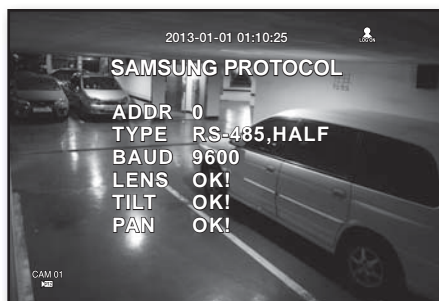 2013-01-01 01:10:25
LOG ON
SAMSUNG PROTOCOL
ADDR 0
TYPE RS-485,HALF
BAUD 9600
LENS OK!
TILT OK!
PAN OK!
CAM 01
PTZ